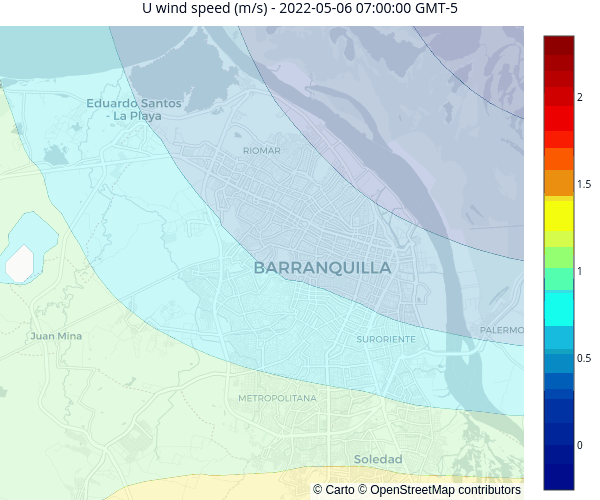 U wind speed (m/s) - 2022-05-06 07:00:00 GMT-5
Eduardo Santos
- La Playa
RIOMAR
BARRANQUILLA
PALERMO
Juan Mina
SURORIENTE
METROPOLITANA
Soledad
© Carto © OpenStreetMap contributors
2
1.5
1
0.5
0